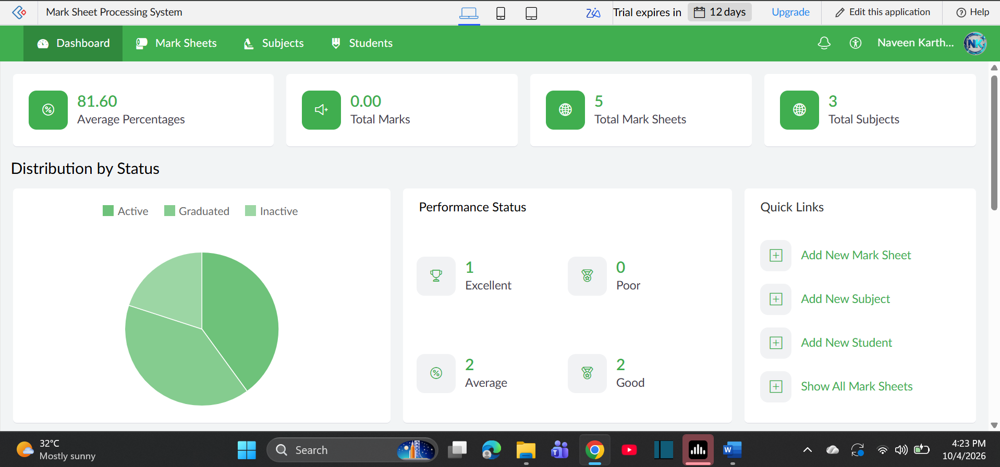 Mark Sheet Processing System
Trial expires in 12 days Upgrade Edit this application Help
Dashboard Mark Sheets Subjects Students Naveen Karth... NK
81.60
Average Percentages
0.00
Total Marks
5
Total Mark Sheets
3
Total Subjects
Distribution by Status
Active Graduated Inactive
Performance Status
1
Excellent
0
Poor
2
Average
2
Good
Quick Links
Add New Mark Sheet
Add New Subject
Add New Student
Show All Mark Sheets
32°C
Mostly sunny
Search
4:23 PM
10/4/2026